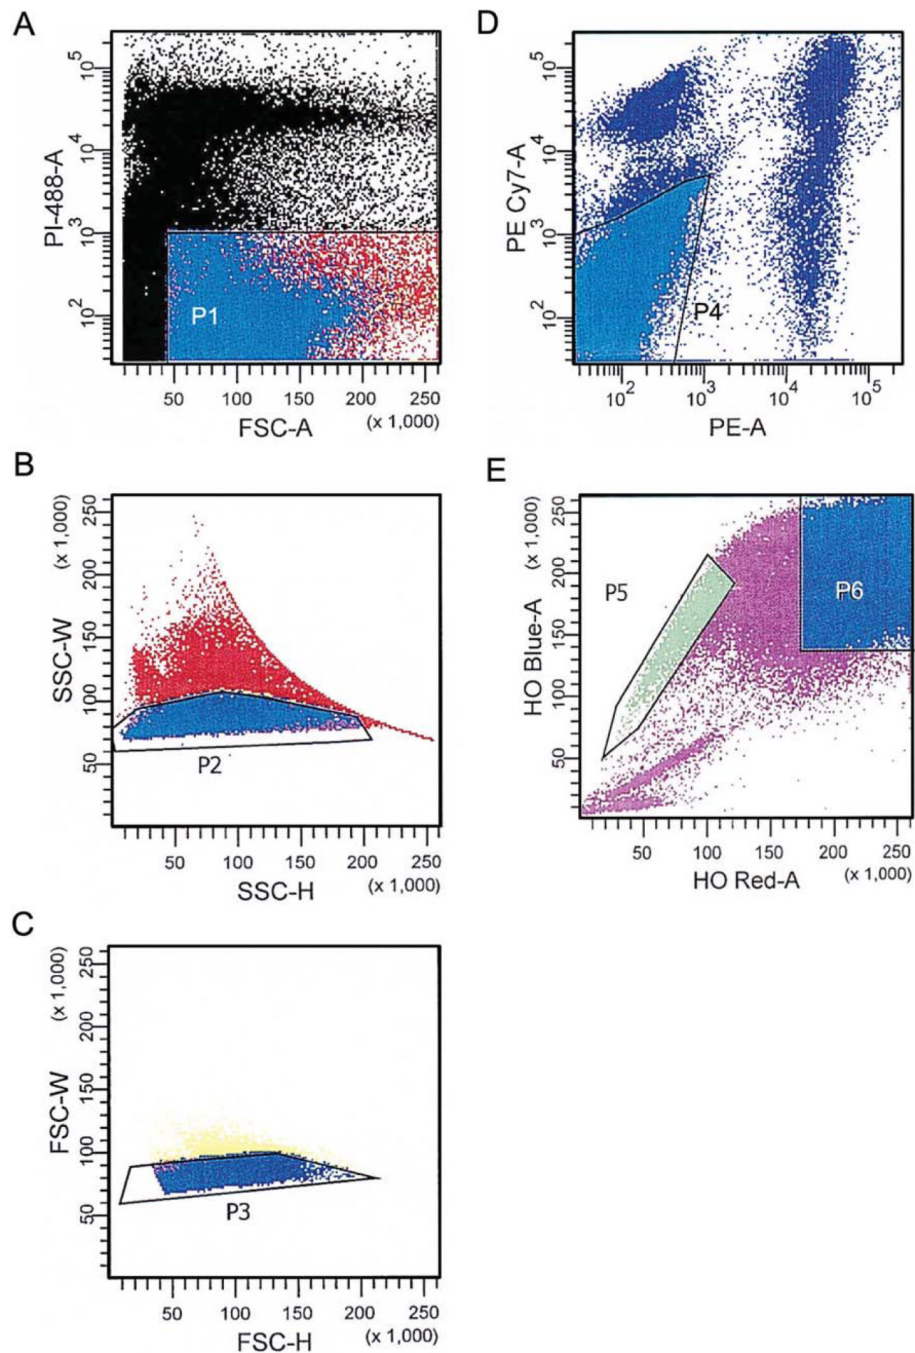 A
PI-488-A
10^5
10^4
10^3
10^2
P1
50 100 150 200 250
FSC-A (x 1,000)
B
SSC-W (x 1,000)
250
200
150
100
50
P2
50 100 150 200 250
SSC-H (x 1,000)
C
FSC-W (x 1,000)
250
200
150
100
50
P3
50 100 150 200 250
FSC-H (x 1,000)
D
PE Cy7-A
10^5
10^4
10^3
10^2
P4
10^2 10^3 10^4 10^5
PE-A
E
HO Blue-A (x 1,000)
250
200
150
100
50
P5 P6
50 100 150 200 250
HO Red-A (x 1,000)